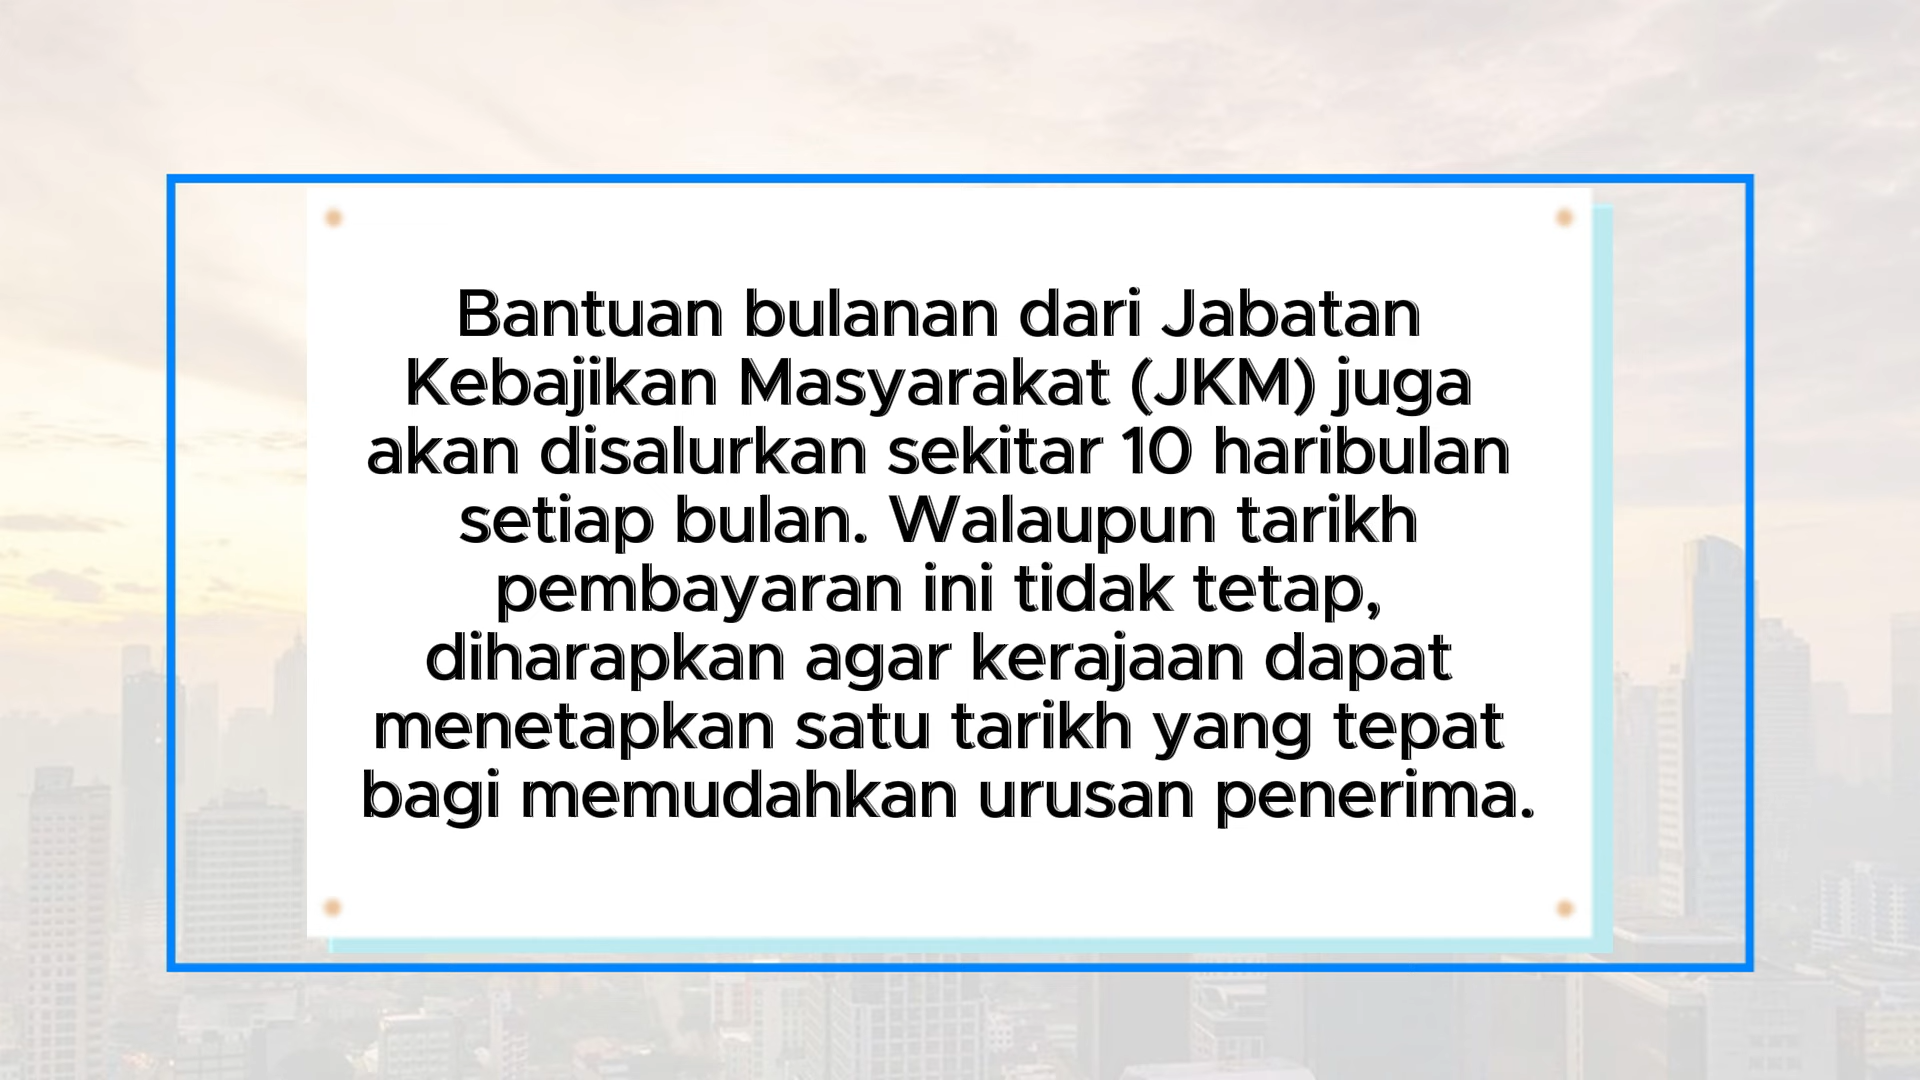 Bantuan bulanan dari Jabatan
Kebajikan Masyarakat (JKM) juga
akan disalurkan sekitar 10 haribulan
setiap bulan. Walaupun tarikh
pembayaran ini tidak tetap,
diharapkan agar kerajaan dapat
menetapkan satu tarikh yang tepat
bagi memudahkan urusan penerima.